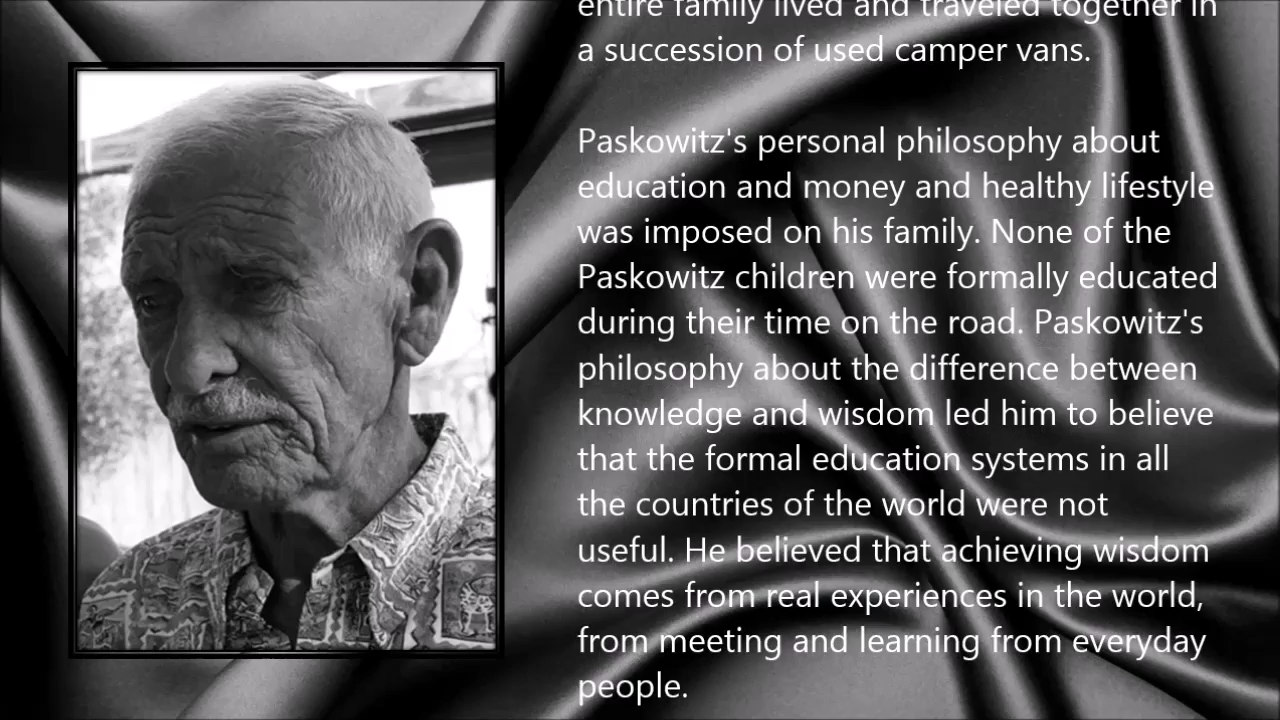 entire family lived and traveled together in
a succession of used camper vans.
Paskowitz's personal philosophy about
education and money and healthy lifestyle
was imposed on his family. None of the
Paskowitz children were formally educated
during their time on the road. Paskowitz's
philosophy about the difference between
knowledge and wisdom led him to believe
that the formal education systems in all
the countries of the world were not
useful. He believed that achieving wisdom
comes from real experiences in the world,
from meeting and learning from everyday
people.